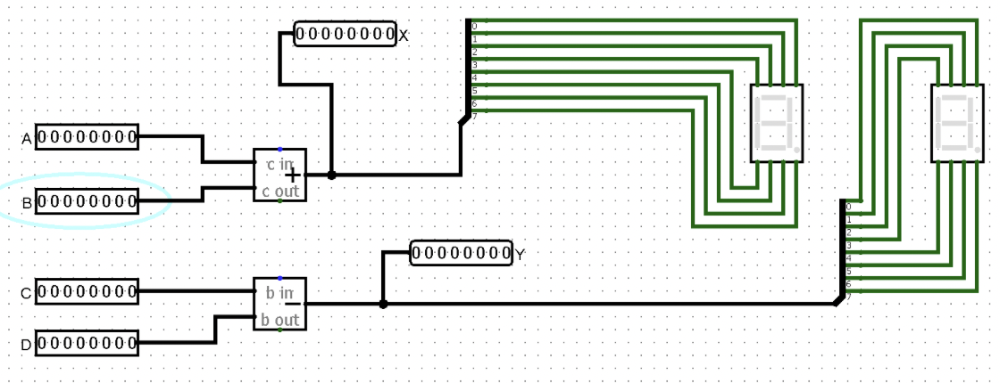 00000000 X
A 00000000
B 00000000
c in
+
c out
0
1
2
3
4
5
6
7
00000000 Y
C 00000000
D 00000000
b in
−
b out
0
1
2
3
4
5
6
7